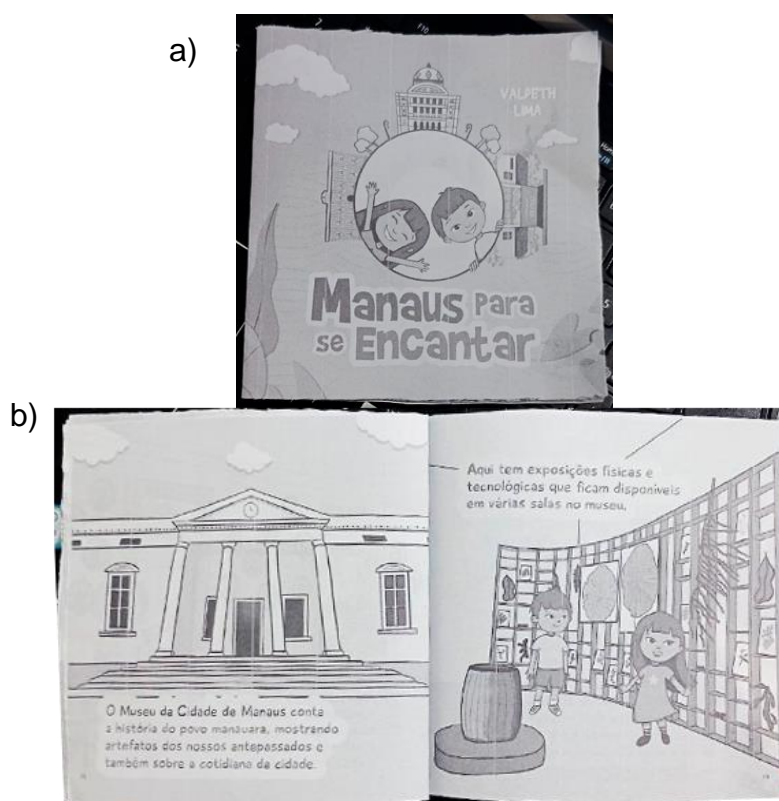 a)
VALPETH
LIMA
Manaus Para
se Encantar
b)
O Museu da Cidade de Manaus conta
a história do povo manauara, mostrando
artefatos dos nossos antepassados e
também sobre o cotidiano da cidade.
Aqui tem exposições físicas e
tecnológicas que ficam disponíveis
em várias salas no museu.